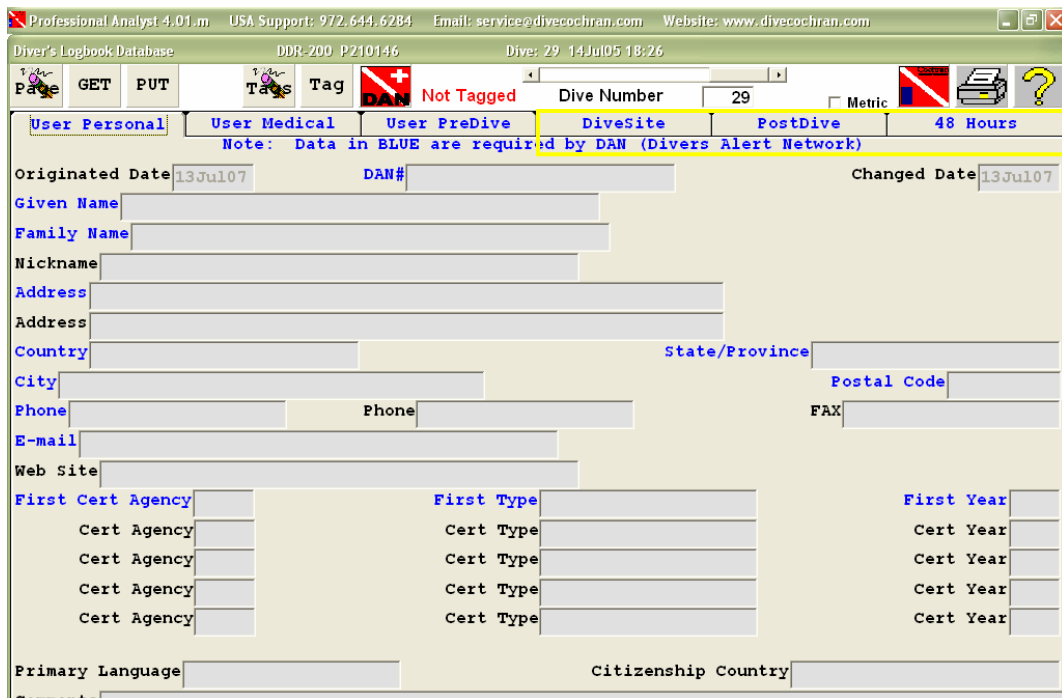 Professional Analyst 4.01.m USA Support: 972.644.6284 Email: service@divecochran.com Website: www.divecochran.com
Diver's Logbook Database DDR-200 P210146 Dive: 29 14Jul05 18:26
Page GET PUT Tags Tag DAN Not Tagged Dive Number 29 Metric
User Personal User Medical User PreDive DiveSite PostDive 48 Hours
Note: Data in BLUE are required by DAN (Divers Alert Network)
Originated Date 13Jul07 DAN# Changed Date 13Jul07
Given Name
Family Name
Nickname
Address
Address
Country State/Province
City Postal Code
Phone Phone FAX
E-mail
Web Site
First Cert Agency First Type First Year
Cert Agency Cert Type Cert Year
Cert Agency Cert Type Cert Year
Cert Agency Cert Type Cert Year
Cert Agency Cert Type Cert Year
Primary Language Citizenship Country